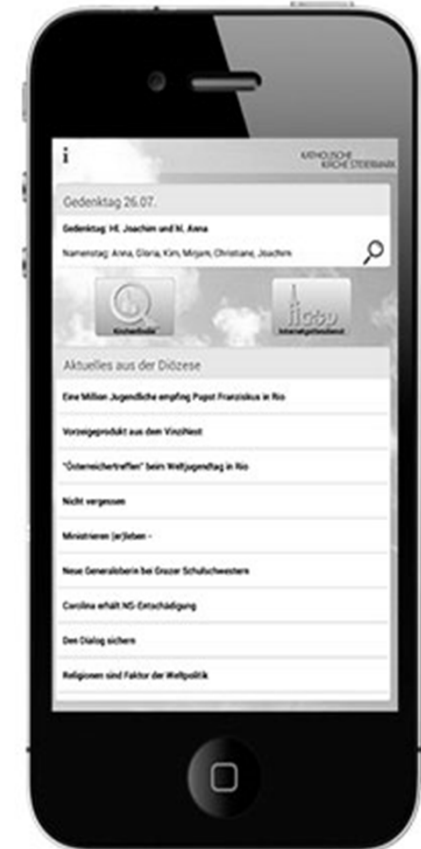 i
KATHOLISCHE
KIRCHE STEIERMARK
Gedenktag 26.07.
Gedenktag: Hl. Joachim und hl. Anna
Namenstag: Anna, Gloria, Kim, Mirjam, Christiane, Joachim
Kirchenfinder
igod
Internetgottesdienst
Aktuelles aus der Diözese
Eine Million Jugendliche empfing Papst Franziskus in Rio
Vorzeigeprodukt aus dem VinziNest
"Österreichertreffen" beim Weltjugendtag in Rio
Nicht vergessen
Ministrieren (er)leben -
Neue Generaloberin bei Grazer Schulschwestern
Carolina erhält NS-Entschädigung
Den Dialog sichern
Religionen sind Faktor der Weltpolitik